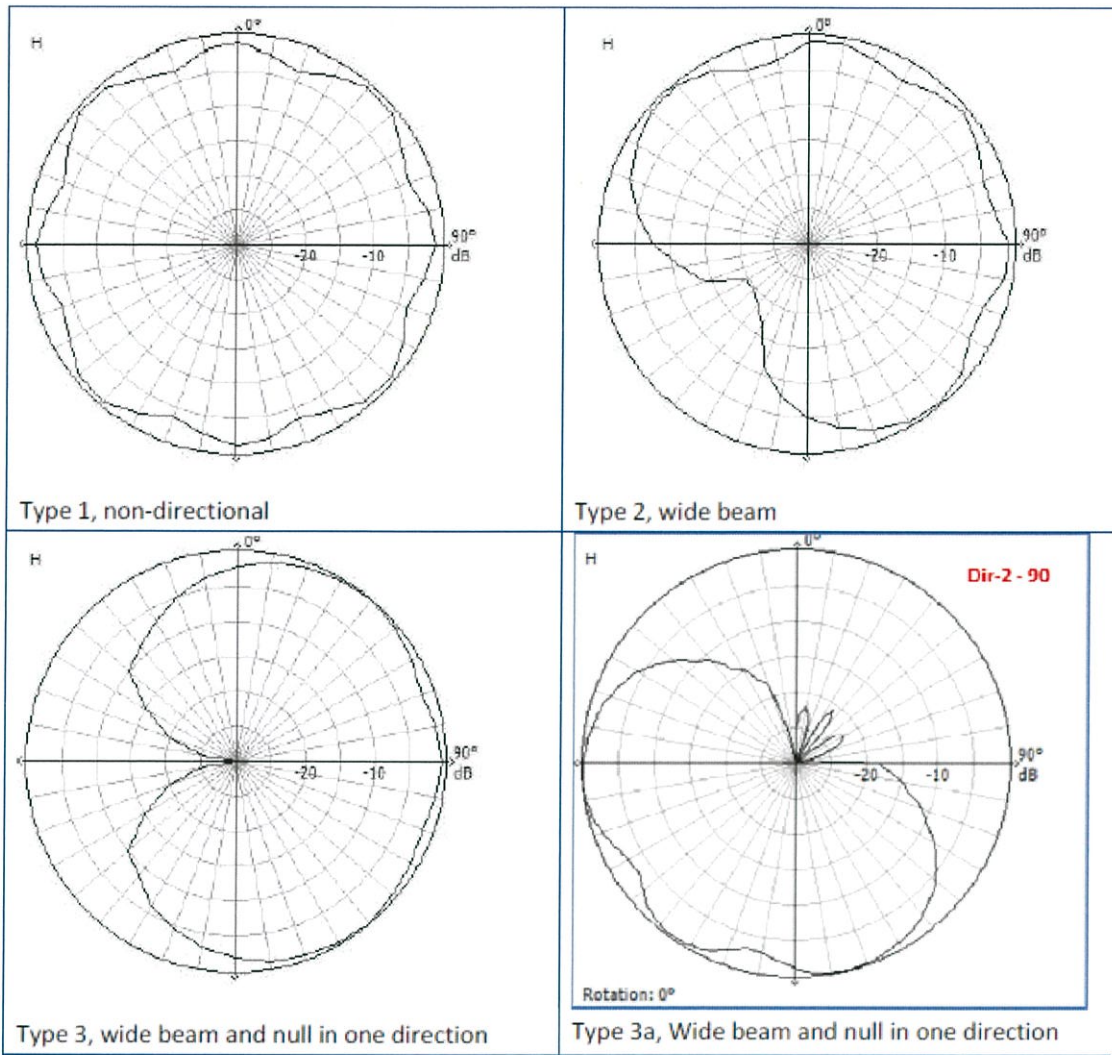 H
0°
90°
-20
-10
dB
Type 1, non-directional
H
0°
90°
-20
-10
dB
Type 2, wide beam
H
0°
90°
-20
-10
dB
Type 3, wide beam and null in one direction
H
0°
Dir-2 - 90
90°
-20
-10
dB
Rotation: 0°
Type 3a, Wide beam and null in one direction